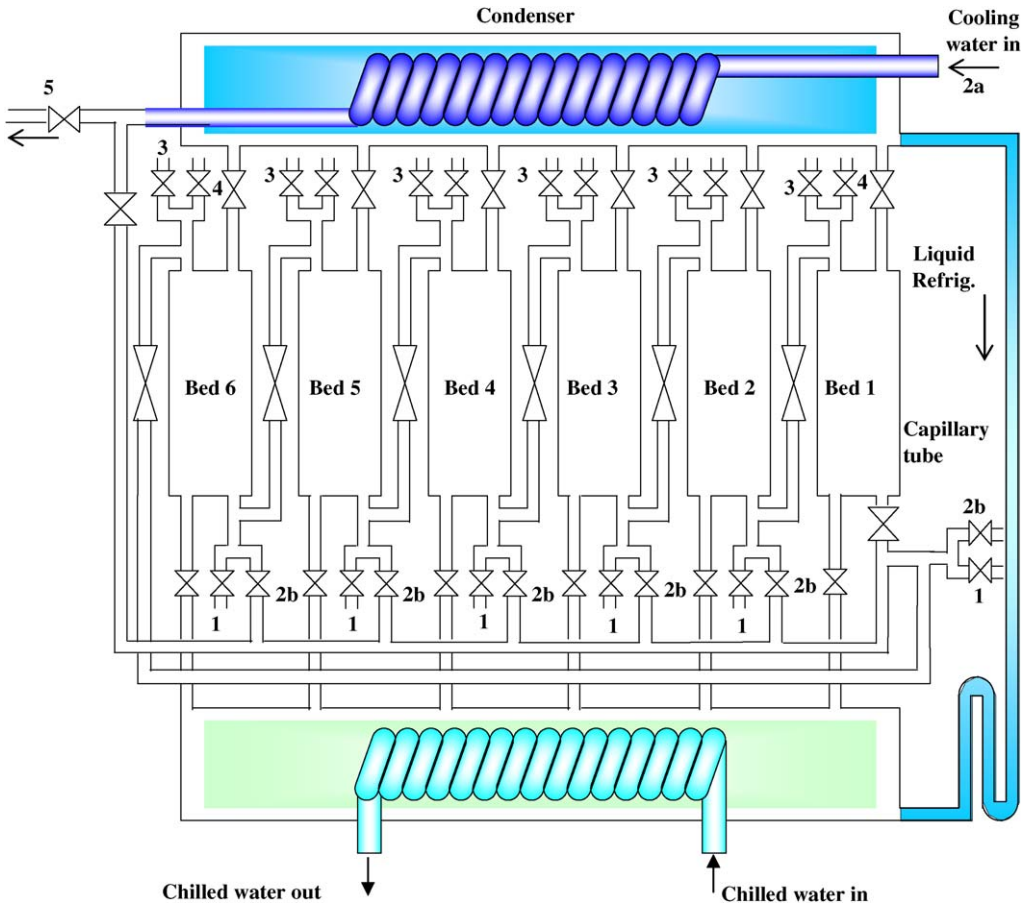 Condenser
Cooling
water in
2a
5
3
4
3
3
3
3
3
4
Liquid
Refrig.
Bed 6
Bed 5
Bed 4
Bed 3
Bed 2
Bed 1
Capillary
tube
2b
2b
2b
2b
2b
2b
1
1
1
1
1
1
Chilled water out
Chilled water in